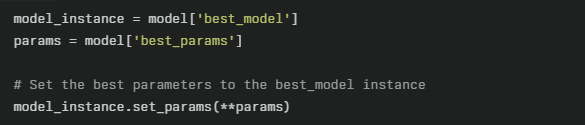 model_instance = model['best_model']
params = model['best_params']
# Set the best parameters to the best_model instance
model_instance.set_params(**params)